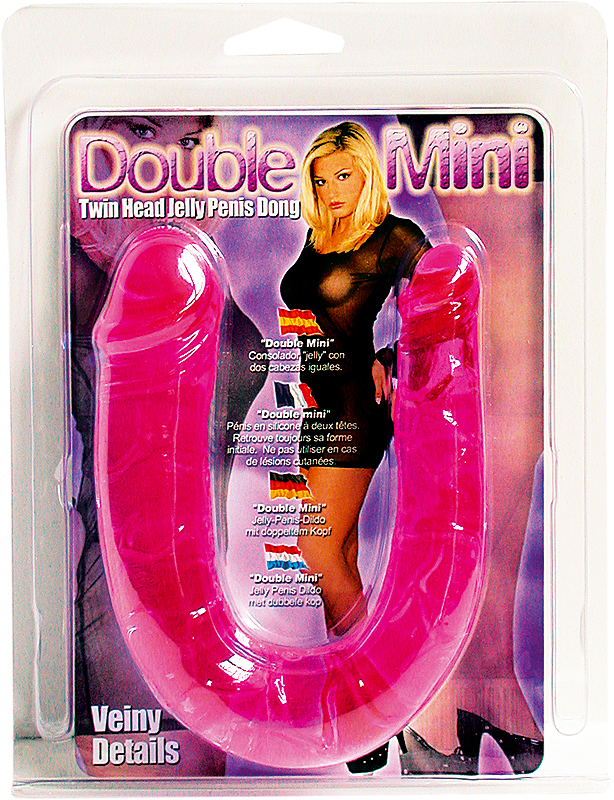 Double Mini
Twin Head Jelly Penis Dong
"Double Mini"
Consolador "jelly" con
dos cabezas iguales.
"Double mini"
Pénis en silicone à deux têtes.
Retrouve toujours sa forme
initiale. Ne pas utiliser en cas
de lésions cutanées.
"Double Mini"
Jelly-Penis-Dildo
mit doppeltem Kopf
"Double Mini"
Jelly Penis Dildo
met dubbele kop
Veiny
Details